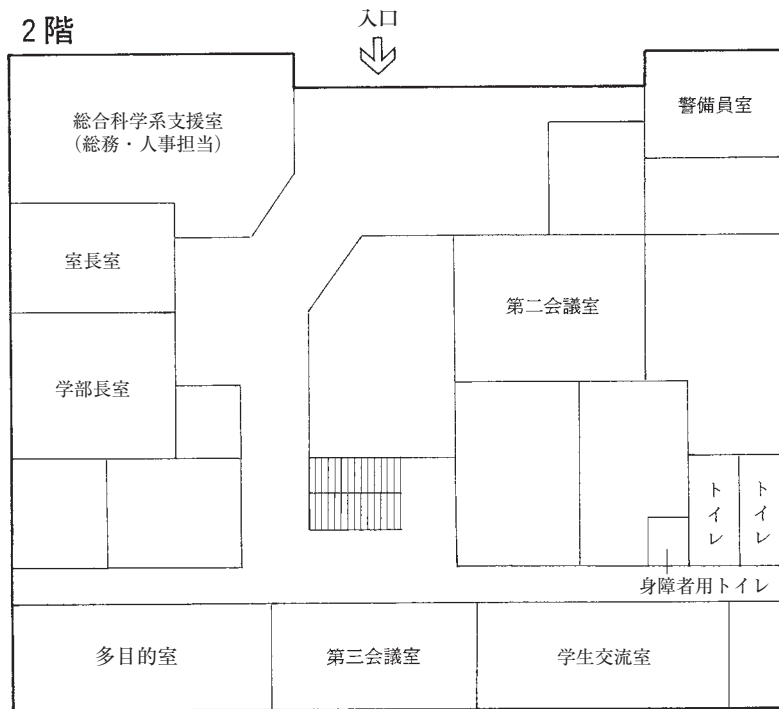 2階
入口
総合科学系支援室
（総務・人事担当）
警備員室
室長室
第二会議室
学部長室
トイレ
トイレ
身障者用トイレ
多目的室
第三会議室
学生交流室